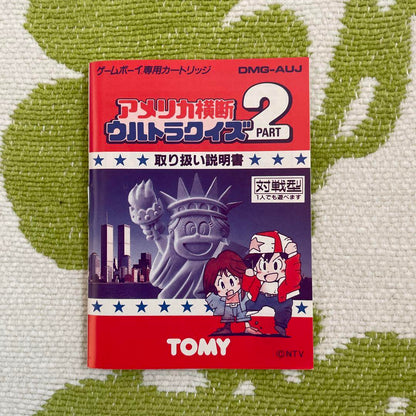 ゲームボーイ専用カートリッジ DMG-AUJ
アメリカ横断
ウルトラクイズ2
PART
取り扱い説明書
対戦型
1人でも遊べます
TOMY
©NTV